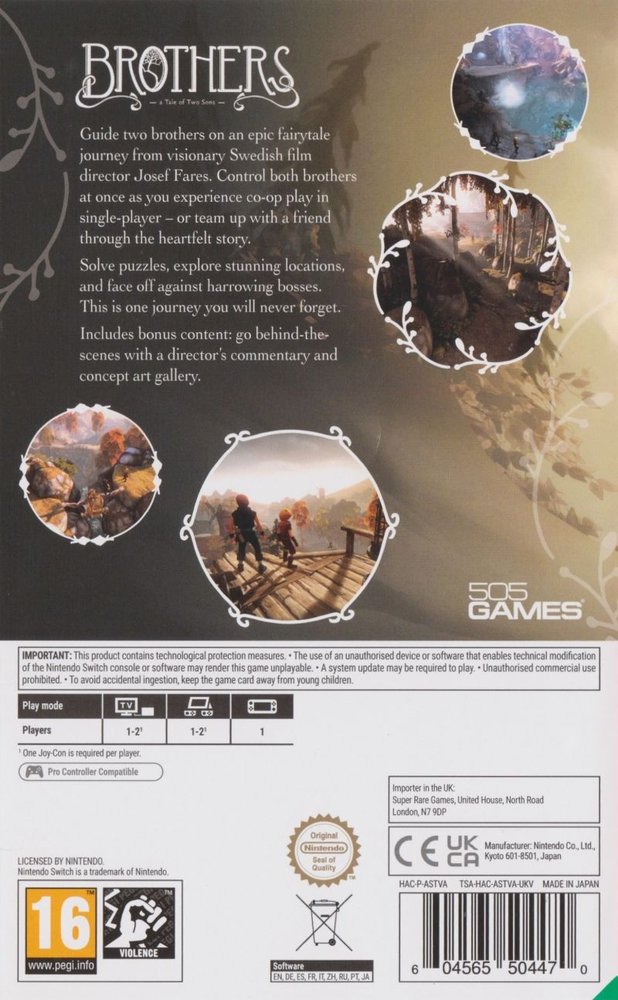 BROTHERS
— a Tale of Two Sons —
Guide two brothers on an epic fairytale
journey from visionary Swedish film
director Josef Fares. Control both brothers
at once as you experience co-op play in
single-player – or team up with a friend
through the heartfelt story.
Solve puzzles, explore stunning locations,
and face off against harrowing bosses.
This is one journey you will never forget.
Includes bonus content: go behind-the-
scenes with a director's commentary and
concept art gallery.
505
GAMES
IMPORTANT: This product contains technological protection measures. • The use of an unauthorised device or software that enables technical modification
of the Nintendo Switch console or software may render this game unplayable. • A system update may be required to play. • Unauthorised commercial use
prohibited. • To avoid accidental ingestion, keep the game card away from young children.
Play mode TV
Players 1-2¹ 1-2¹ 1
¹ One Joy-Con is required per player.
Pro Controller Compatible
Importer in the UK:
Super Rare Games, United House, North Road
London, N7 9DP
CE UK CA Manufacturer: Nintendo Co., Ltd.,
Kyoto 601-8501, Japan
HAC-P-ASTVA TSA-HAC-ASTVA-UKV MADE IN JAPAN
Original
Nintendo
Seal of
Quality
TM
LICENSED BY NINTENDO.
Nintendo Switch is a trademark of Nintendo.
16 TM
www.pegi.info
TM
VIOLENCE
Software
EN, DE, ES, FR, IT, ZH, RU, PT, JA
6 04565 50447 0